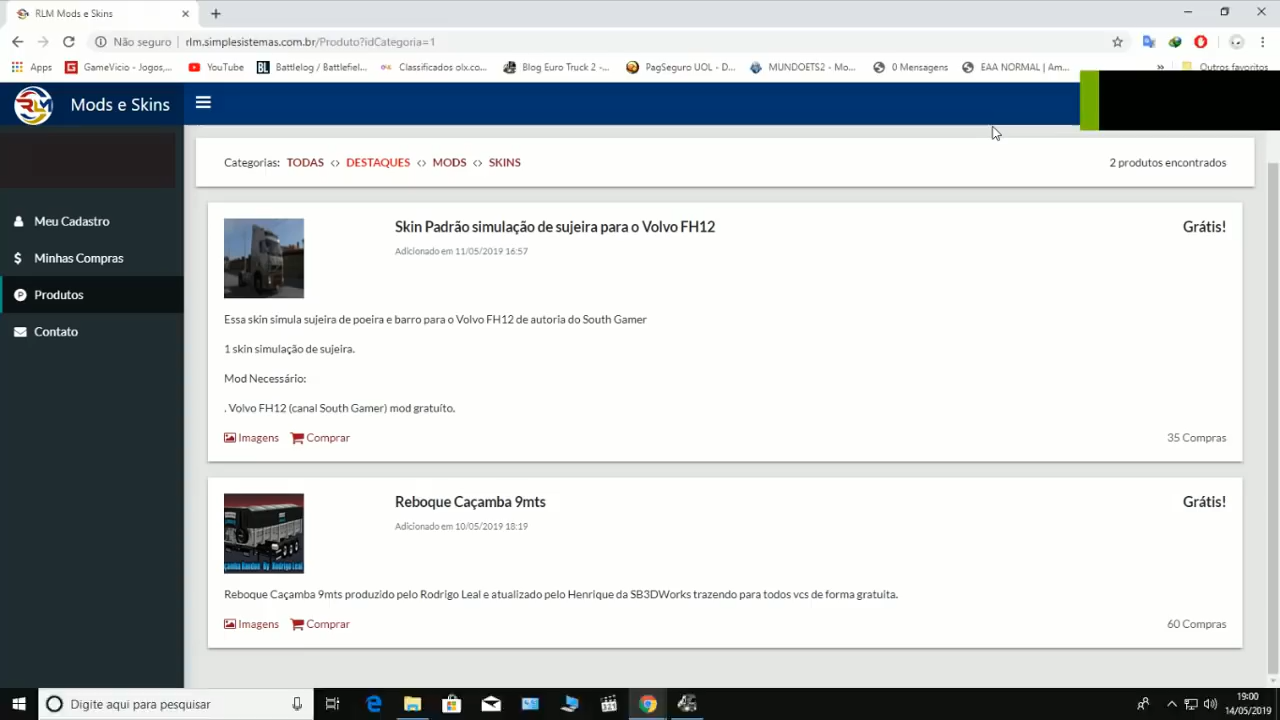 RLM Mods e Skins
Não seguro
rlm.simplesistemas.com.br/Produto?idCategoria=1
Apps
GameVicio - Jogos,...
YouTube
Battlelog / Battlefiel...
Classificados olx.co...
Blog Euro Truck 2 -...
PagSeguro UOL - D...
MUNDOETS2 - Mo...
0 Mensagens
EAA NORMAL | Am...
Outros favoritos
RLM
Mods e Skins
Categorias: TODAS <> DESTAQUES <> MODS <> SKINS
2 produtos encontrados
Meu Cadastro
Minhas Compras
Produtos
Contato
Skin Padrão simulação de sujeira para o Volvo FH12
Grátis!
Adicionado em 11/05/2019 16:57
Essa skin simula sujeira de poeira e barro para o Volvo FH12 de autoria do South Gamer
1 skin simulação de sujeira.
Mod Necessário:
. Volvo FH12 (canal South Gamer) mod gratuíto.
Imagens Comprar
35 Compras
Reboque Caçamba 9mts
Grátis!
Adicionado em 10/05/2019 18:19
çamba Randon By Rodrigo Leal
Reboque Caçamba 9mts produzido pelo Rodrigo Leal e atualizado pelo Henrique da SB3DWorks trazendo para todos vcs de forma gratuita.
Imagens Comprar
60 Compras
Digite aqui para pesquisar
19:00
14/05/2019